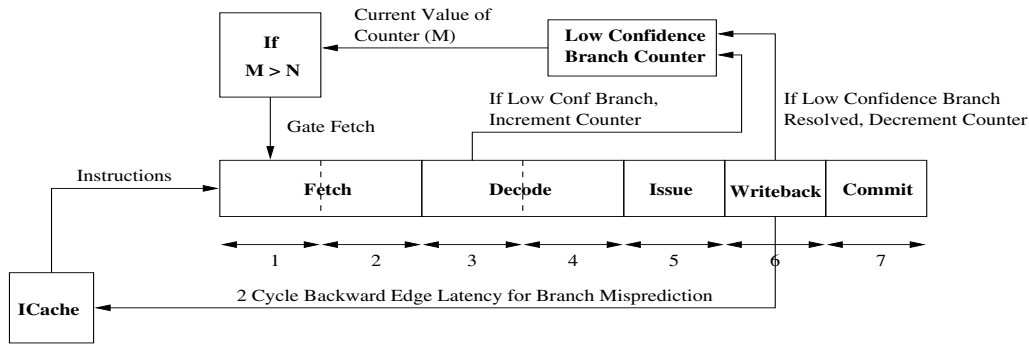 Current Value of
Counter (M)
If
M > N
Low Confidence
Branch Counter
If Low Conf Branch,
Increment Counter
If Low Confidence Branch
Resolved, Decrement Counter
Gate Fetch
Instructions
Fetch
Decode
Issue
Writeback
Commit
1
2
3
4
5
6
7
2 Cycle Backward Edge Latency for Branch Misprediction
ICache